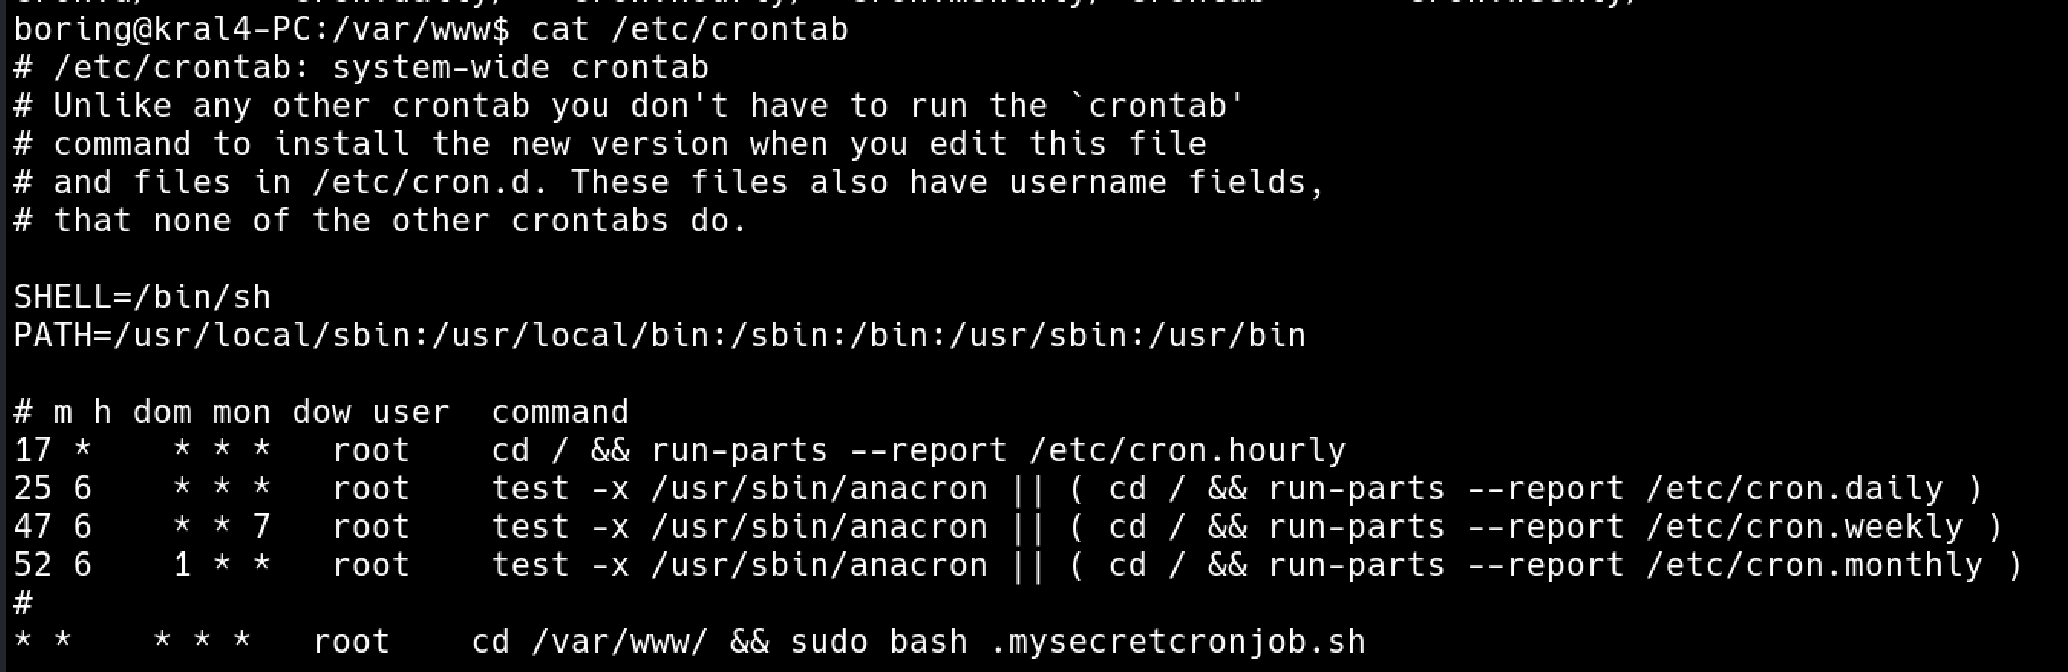 boring@kral4-PC:/var/www$ cat /etc/crontab
# /etc/crontab: system-wide crontab
# Unlike any other crontab you don't have to run the `crontab'
# command to install the new version when you edit this file
# and files in /etc/cron.d. These files also have username fields,
# that none of the other crontabs do.

SHELL=/bin/sh
PATH=/usr/local/sbin:/usr/local/bin:/sbin:/bin:/usr/sbin:/usr/bin

# m h dom mon dow user  command
17 *    * * *   root    cd / && run-parts --report /etc/cron.hourly
25 6    * * *   root    test -x /usr/sbin/anacron || ( cd / && run-parts --report /etc/cron.daily )
47 6    * * 7   root    test -x /usr/sbin/anacron || ( cd / && run-parts --report /etc/cron.weekly )
52 6    1 * *   root    test -x /usr/sbin/anacron || ( cd / && run-parts --report /etc/cron.monthly )
#
* *    * * *   root    cd /var/www/ && sudo bash .mysecretcronjob.sh